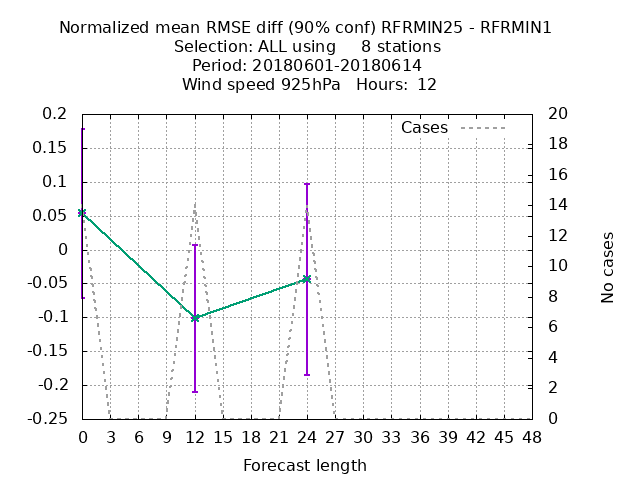 Normalized mean RMSE diff (90% conf) RFRMIN25 - RFRMIN1
Selection: ALL using     8 stations
Period: 20180601-20180614
Wind speed 925hPa   Hours:  12
Cases
0.2
0.15
0.1
0.05
0
-0.05
-0.1
-0.15
-0.2
-0.25
20
18
16
14
12
10
8
6
4
2
0
No cases
0 3 6 9 12 15 18 21 24 27 30 33 36 39 42 45 48
Forecast length